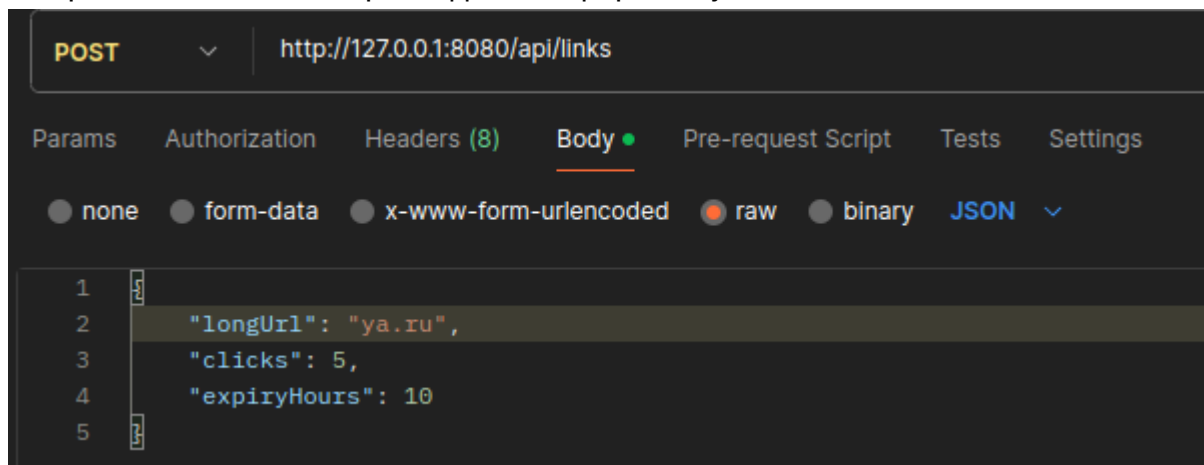 POST http://127.0.0.1:8080/api/links
Params Authorization Headers (8) Body Pre-request Script Tests Settings
none form-data x-www-form-urlencoded raw binary JSON
1 {
2 "longUrl": "ya.ru",
3 "clicks": 5,
4 "expiryHours": 10
5 }